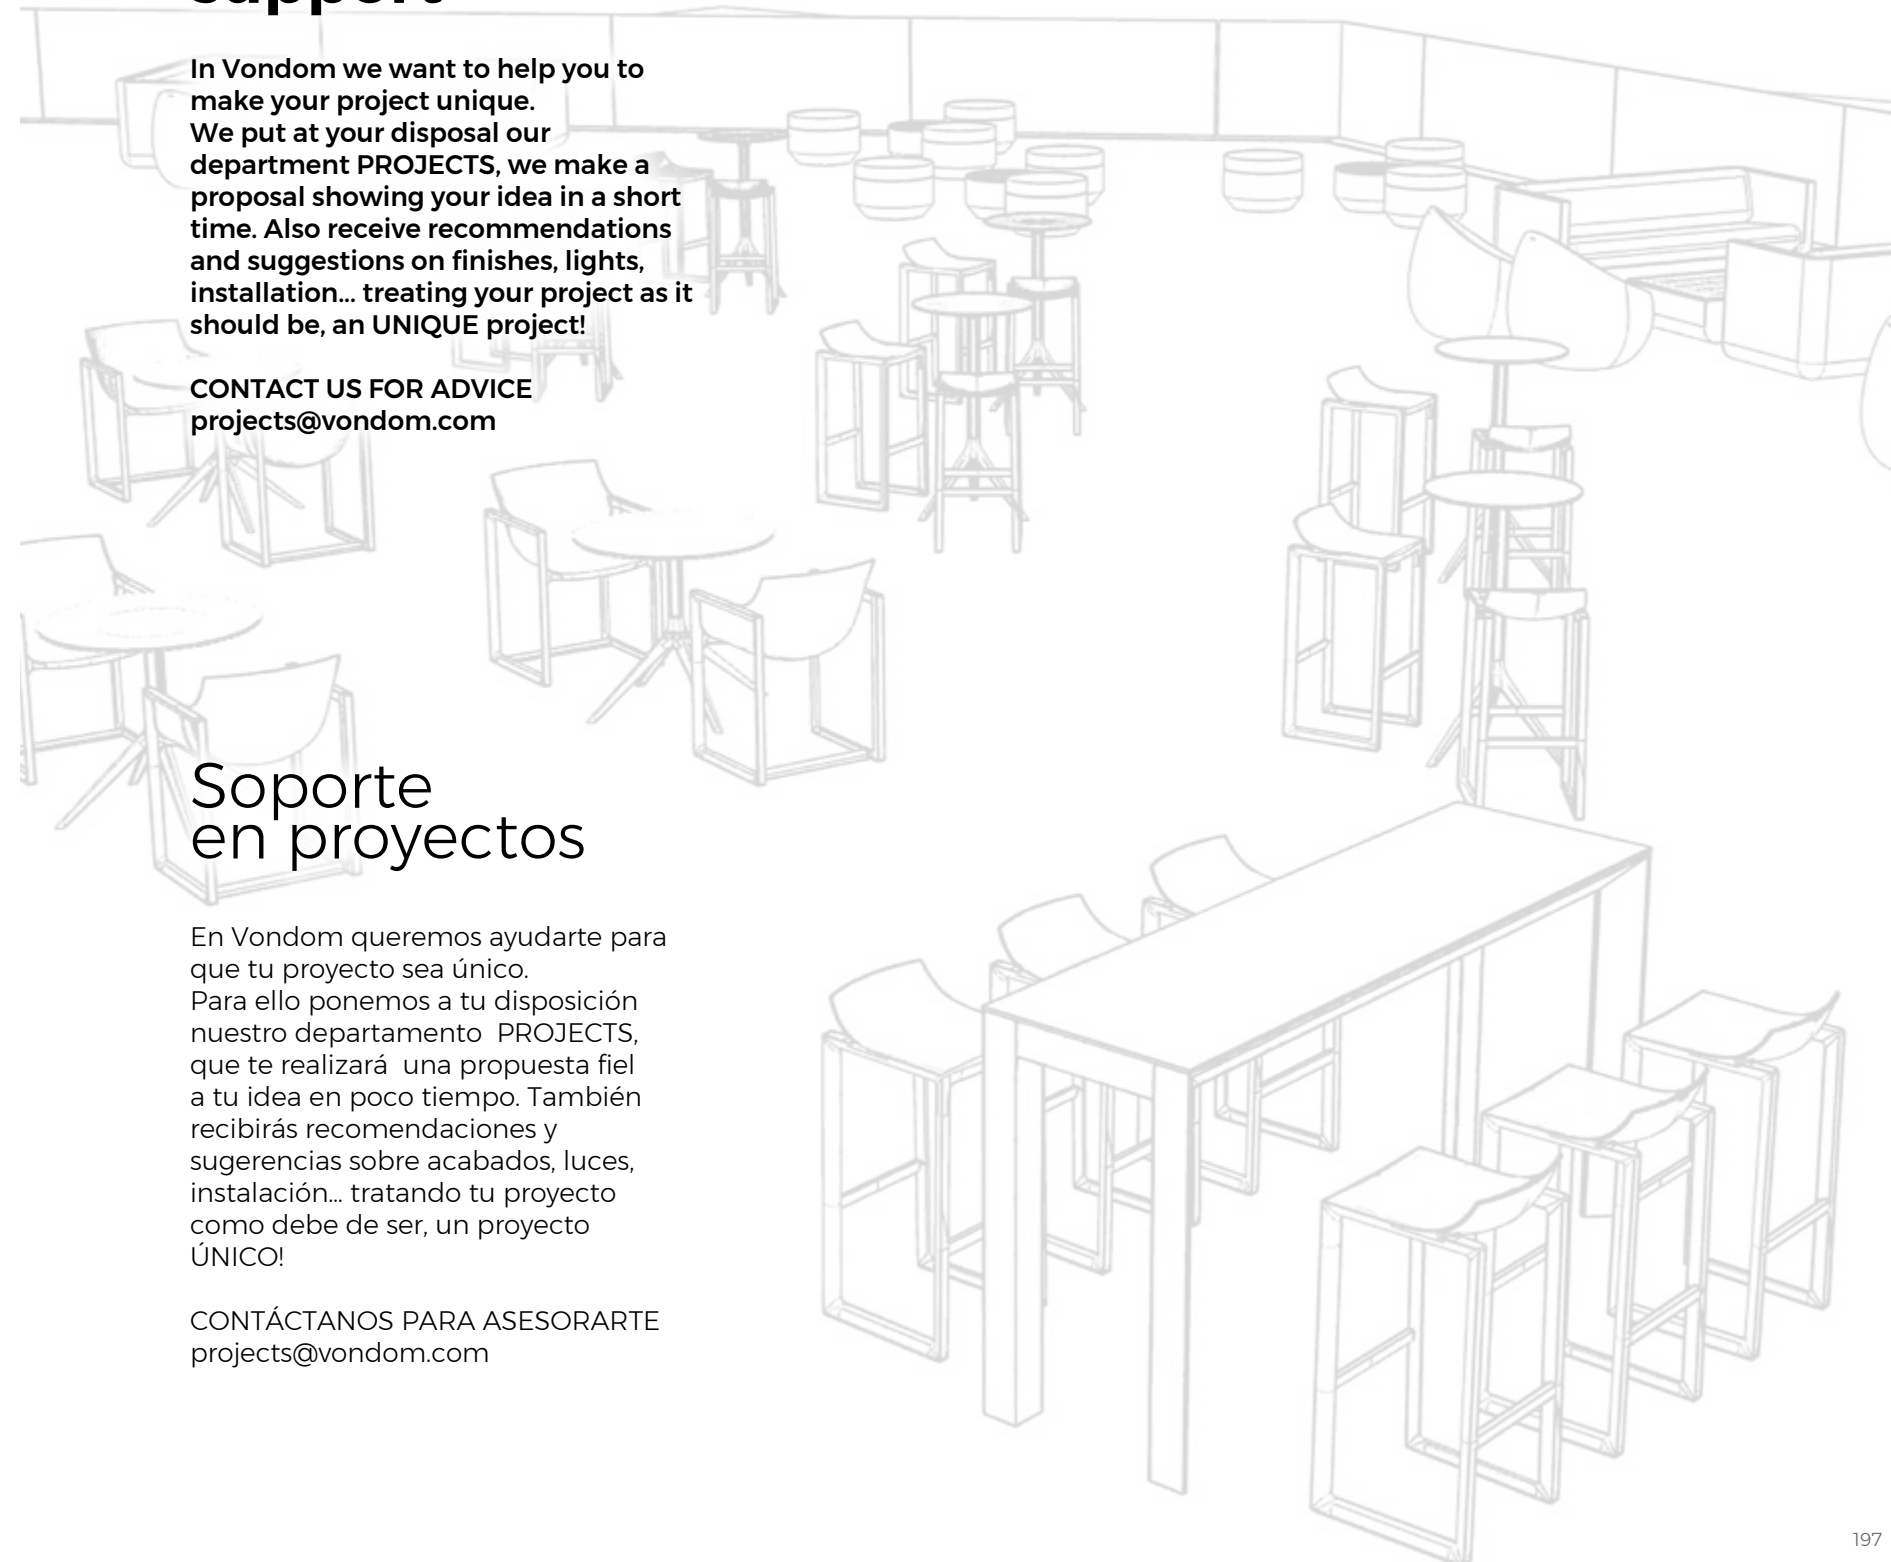 support
In Vondom we want to help you to
make your project unique.
We put at your disposal our
department PROJECTS, we make a
proposal showing your idea in a short
time. Also receive recommendations
and suggestions on finishes, lights,
installation... treating your project as it
should be, an UNIQUE project!
CONTACT US FOR ADVICE
projects@vondom.com
Soporte
en proyectos
En Vondom queremos ayudarte para
que tu proyecto sea único.
Para ello ponemos a tu disposición
nuestro departamento PROJECTS,
que te realizará una propuesta fiel
a tu idea en poco tiempo. También
recibirás recomendaciones y
sugerencias sobre acabados, luces,
instalación... tratando tu proyecto
como debe de ser, un proyecto
ÚNICO!
CONTÁCTANOS PARA ASESORARTE
projects@vondom.com
197